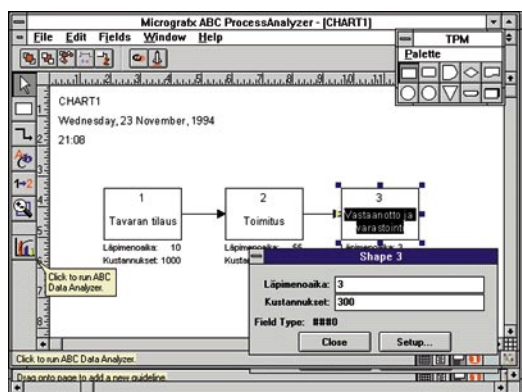 Micrografx ABC ProcessAnalyzer - [CHART1]
File Edit Fields Window Help
TPM
Palette
CHART1
Wednesday, 23 November, 1994
21:08
1
Tavaran tilaus
Läpimenoaika: 10
Kustannukset: 1000
2
Toimitus
Läpimenoaika: 55
3
Vastaanotto ja
varastointi
Läpimenoaika: 3
Shape 3
Läpimenoaika: 3
Kustannukset: 300
Field Type: ###0
Close Setup...
Click to run ABC
Data Analyzer.
Click to run ABC Data Analyzer.
Drag onto page to add a new guideline.